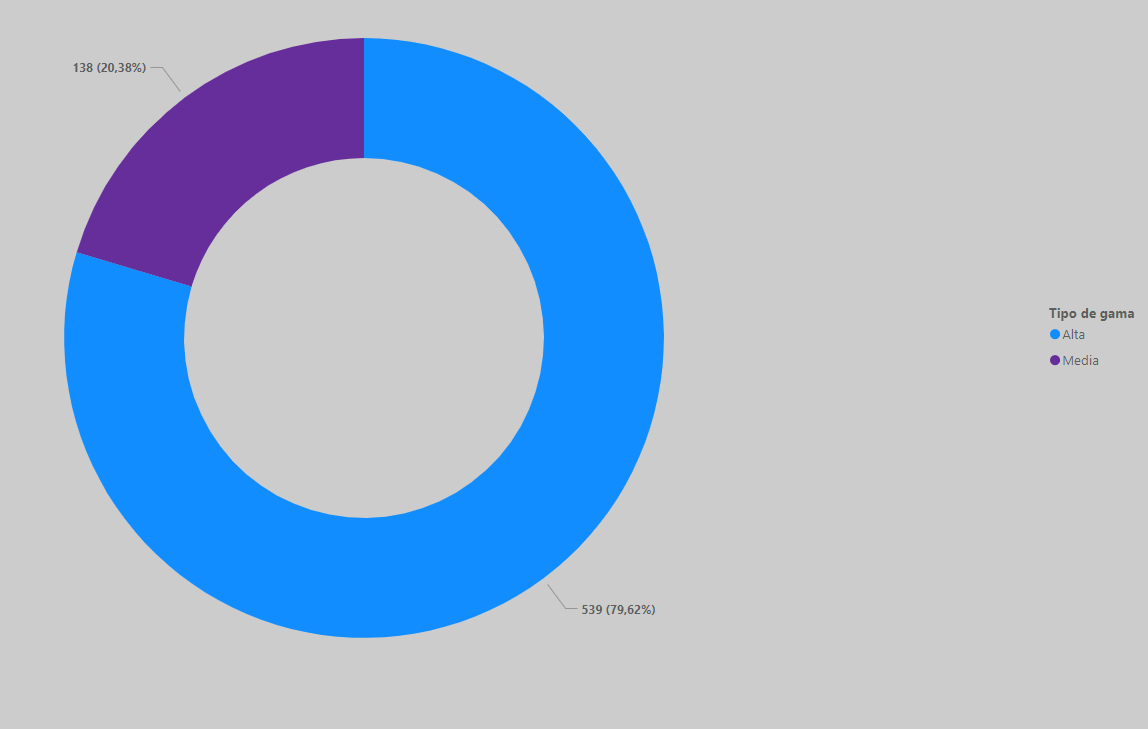 138 (20,38%)
539 (79,62%)
Tipo de gama
Alta
Media